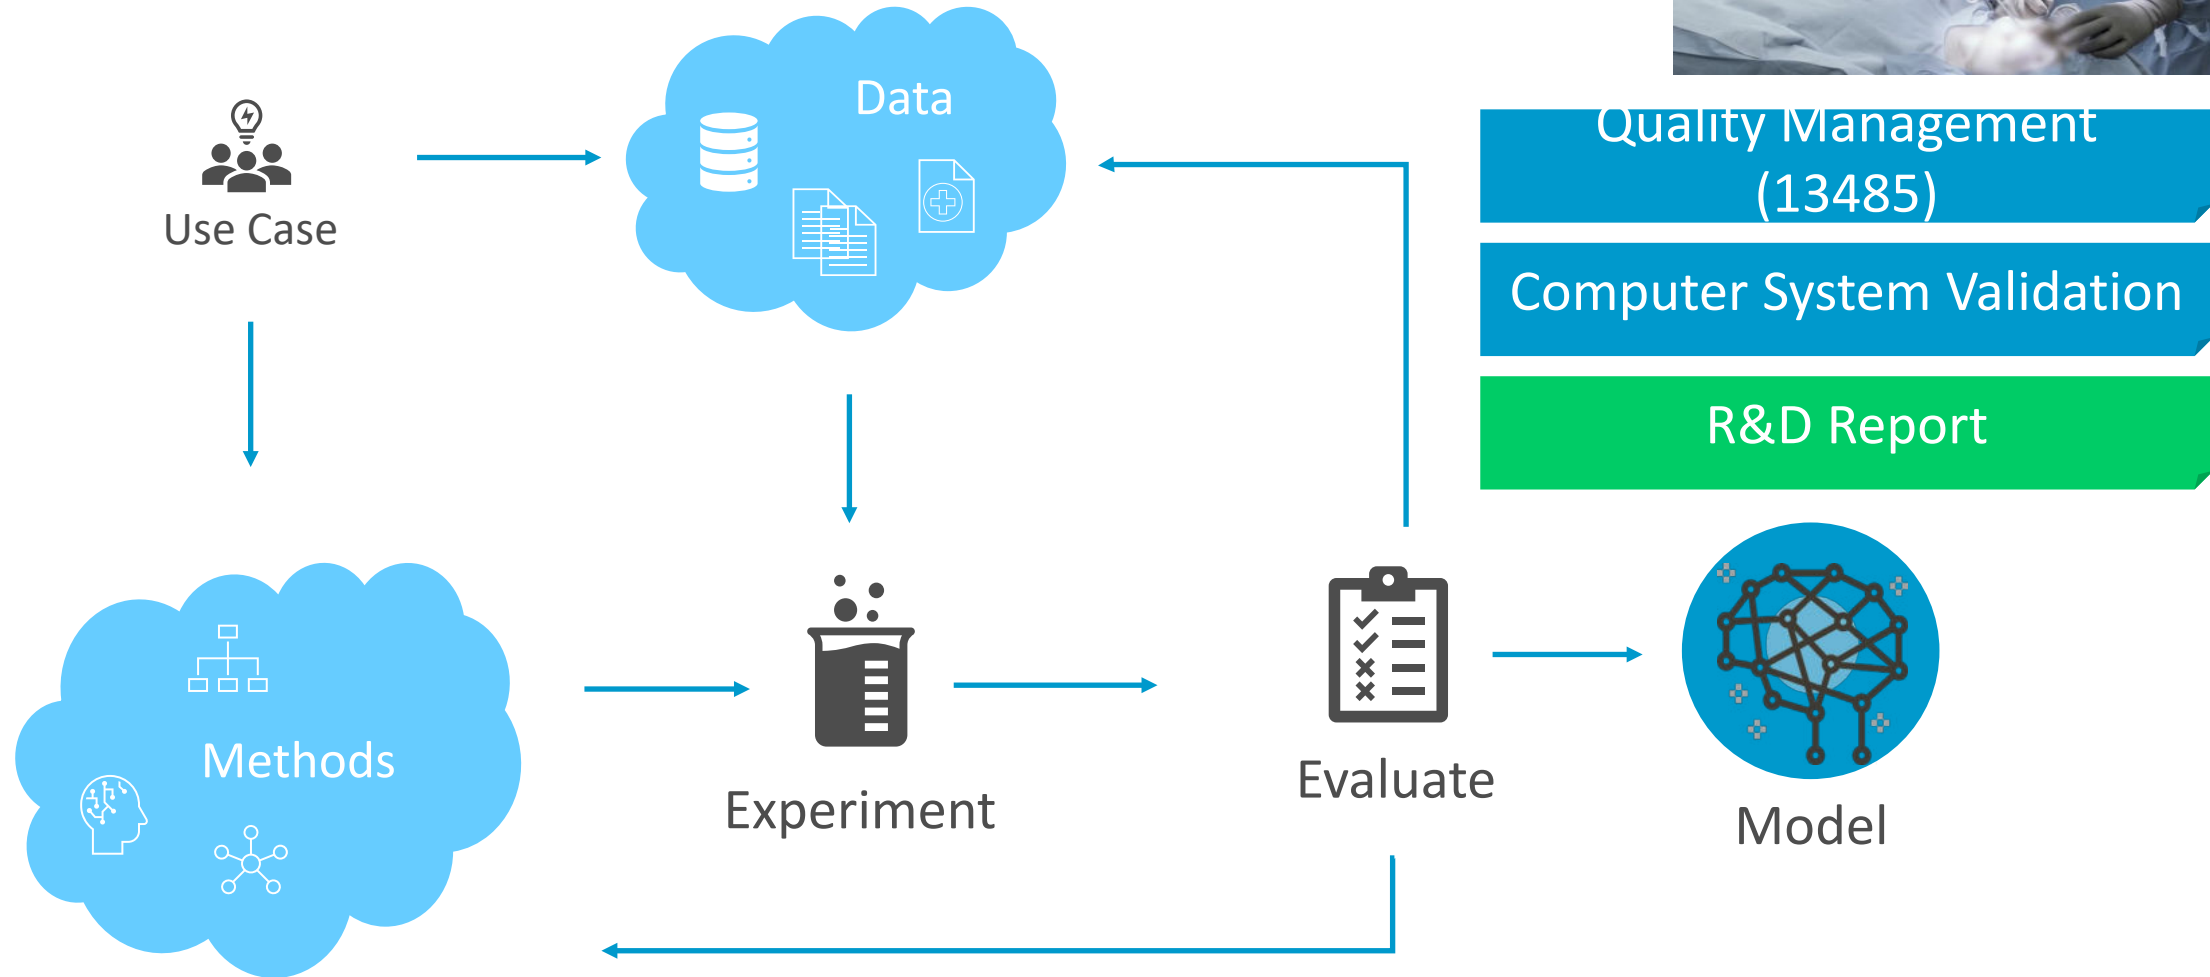 Data
Use Case
Quality Management
(13485)
Computer System Validation
R&D Report
Methods
Experiment
Evaluate
Model